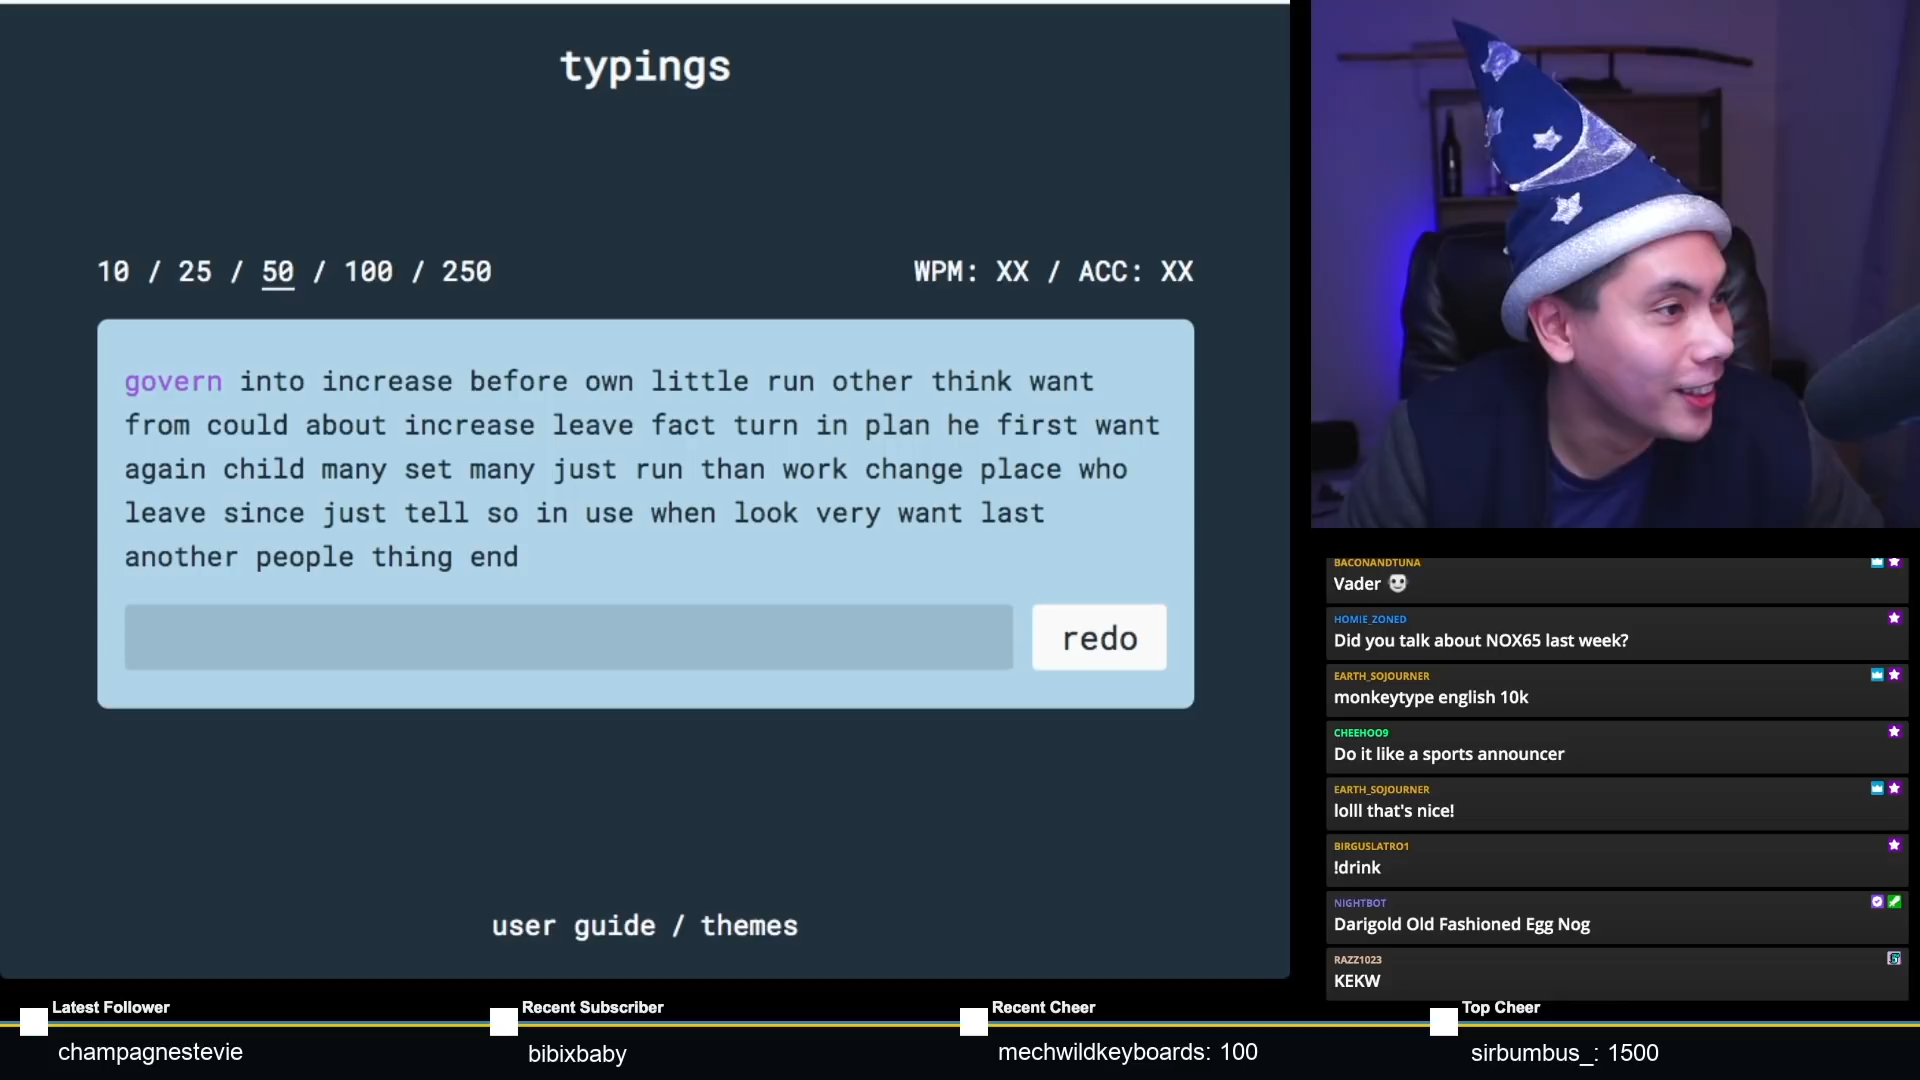 typings
10 / 25 / 50 / 100 / 250
WPM: XX / ACC: XX
govern into increase before own little run other think want
from could about increase leave fact turn in plan he first want
again child many set many just run than work change place who
leave since just tell so in use when look very want last
another people thing end
redo
user guide / themes
BACONANDTUNA
Vader
HOMIE_ZONED
Did you talk about NOX65 last week?
EARTH_SOJOURNER
monkeytype english 10k
CHEEHOO9
Do it like a sports announcer
EARTH_SOJOURNER
lolll that's nice!
BIRGUSLATRO1
!drink
NIGHTBOT
Darigold Old Fashioned Egg Nog
RAZZ1023
KEKW
Latest Follower
champagnestevie
Recent Subscriber
bibixbaby
Recent Cheer
mechwildkeyboards: 100
Top Cheer
sirbumbus_: 1500